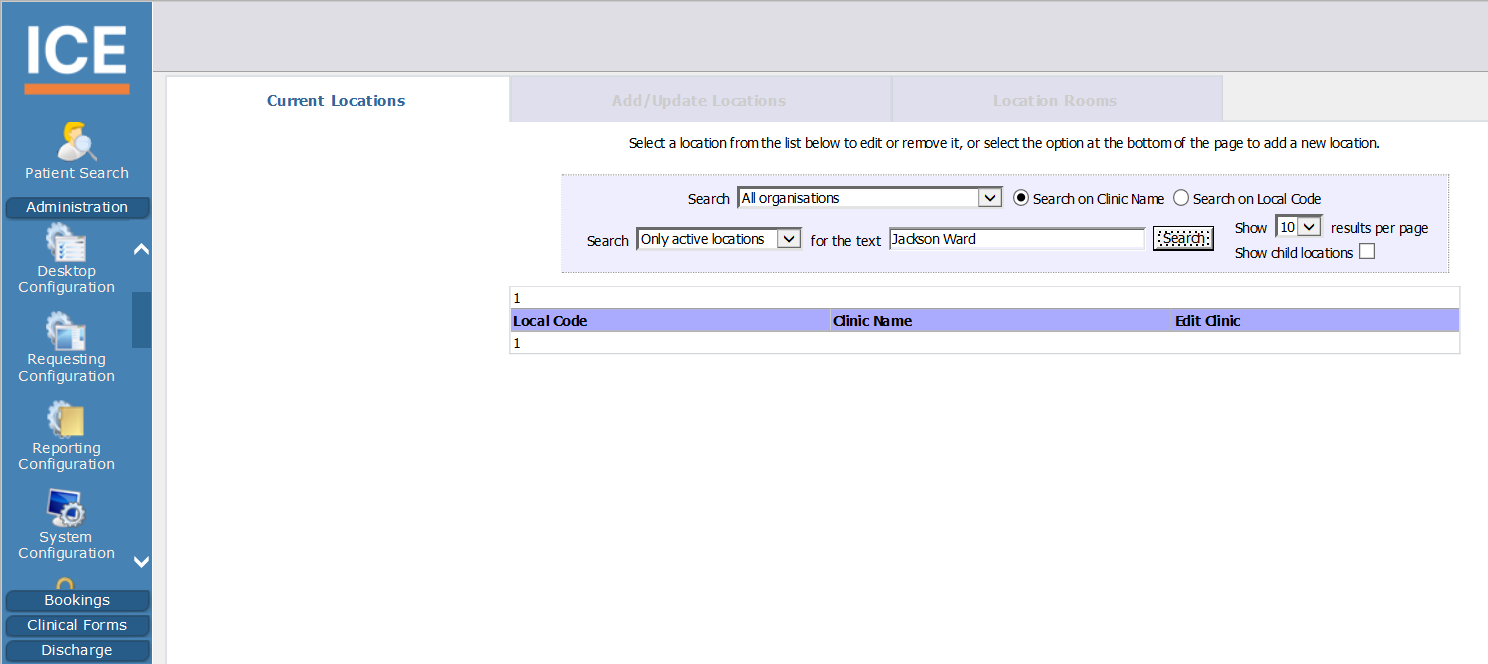 ICE
Patient Search
Administration
Desktop
Configuration
Requesting
Configuration
Reporting
Configuration
System
Configuration
Bookings
Clinical Forms
Discharge
Current Locations
Add/Update Locations
Location Rooms
Select a location from the list below to edit or remove it, or select the option at the bottom of the page to add a new location.
Search All organisations Search on Clinic Name Search on Local Code
Search Only active locations for the text Jackson Ward Search
Show 10 results per page
Show child locations
1
Local Code Clinic Name Edit Clinic
1